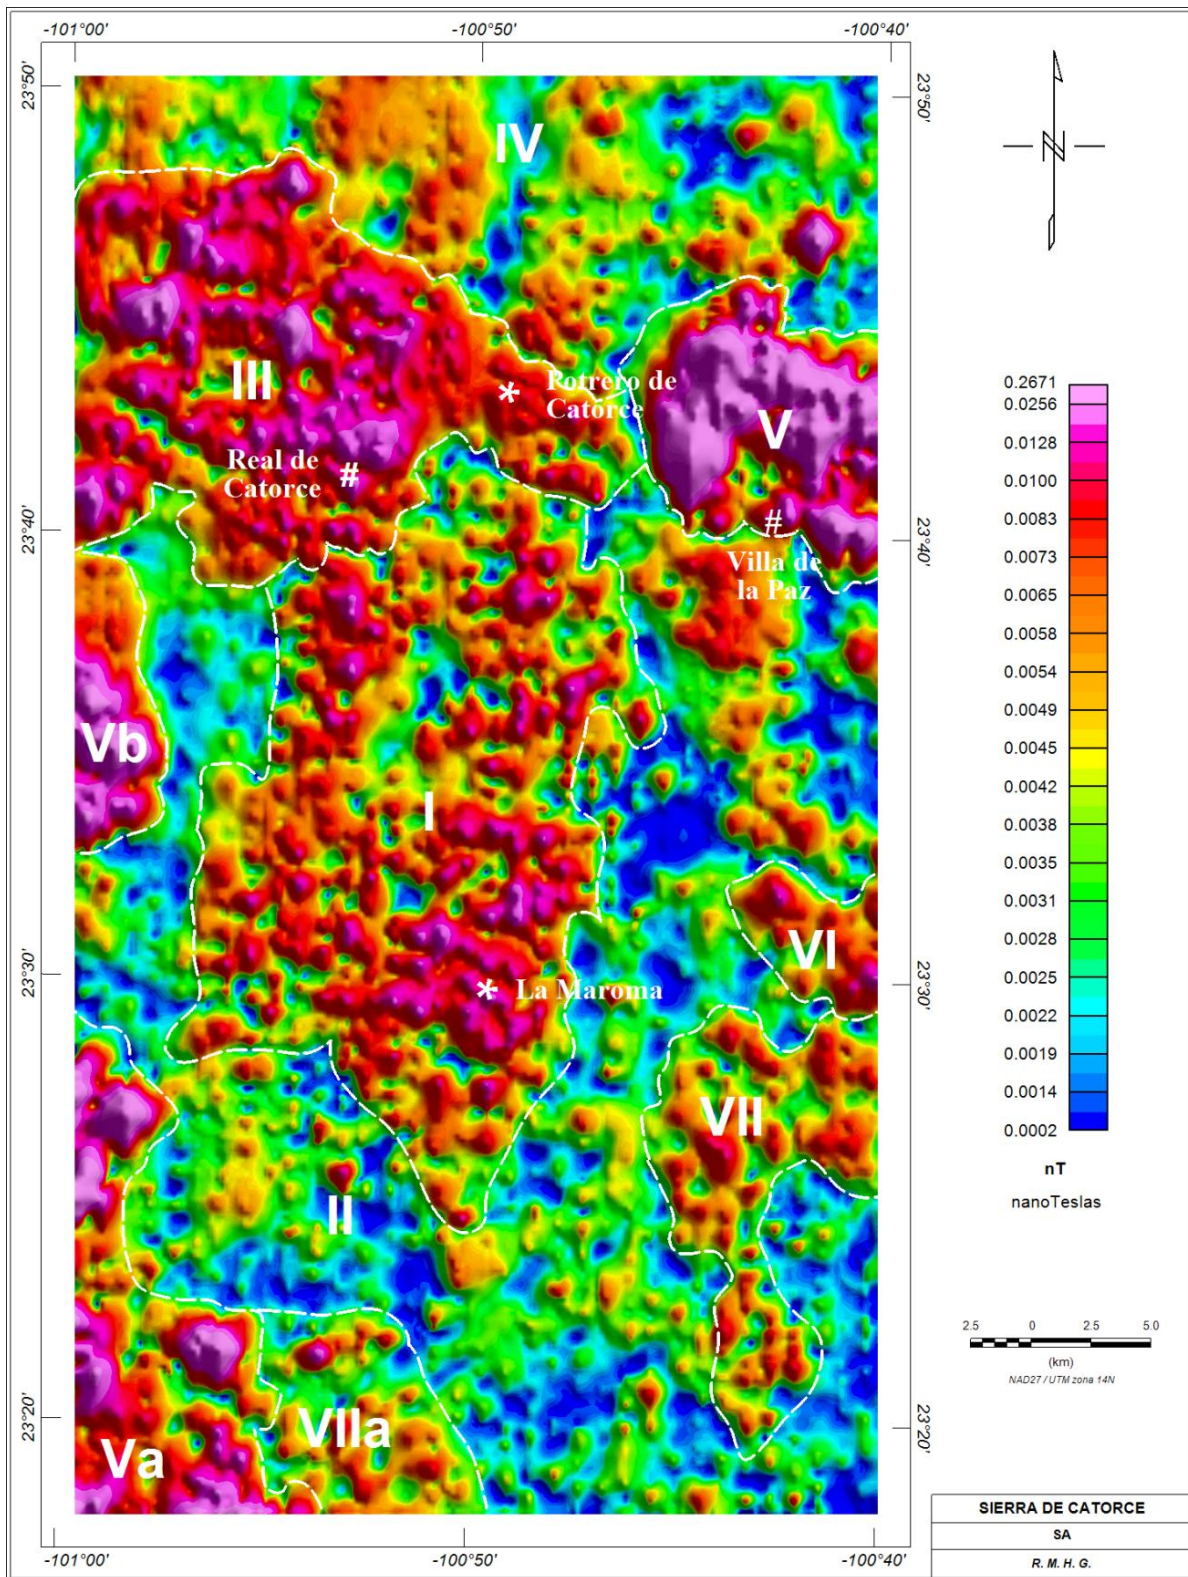 -101°00'
-100°50'
-100°40'
23°50'
23°50'
N
IV
III
Potrero de
Catorce
*
V
Real de
Catorce
#
#
23°40'
23°40'
Villa de
la Paz
Vb
I
VI
23°30'
23°30'
* La Maroma
VII
II
VIIa
Va
23°20'
23°20'
-101°00'
-100°50'
-100°40'
0.2671
0.0256
0.0128
0.0100
0.0083
0.0073
0.0065
0.0058
0.0054
0.0049
0.0045
0.0042
0.0038
0.0035
0.0031
0.0028
0.0025
0.0022
0.0019
0.0014
0.0002
nT
nanoTeslas
2.5 0 2.5 5.0
(km)
NAD27 / UTM zona 14N
SIERRA DE CATORCE
SA
R. M. H. G.